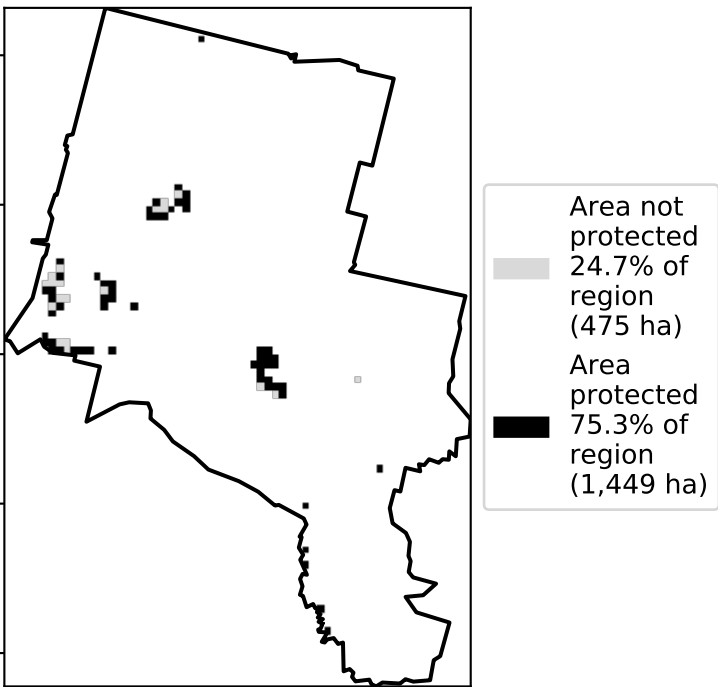 Area not
protected
24.7% of
region
(475 ha)
Area
protected
75.3% of
region
(1,449 ha)